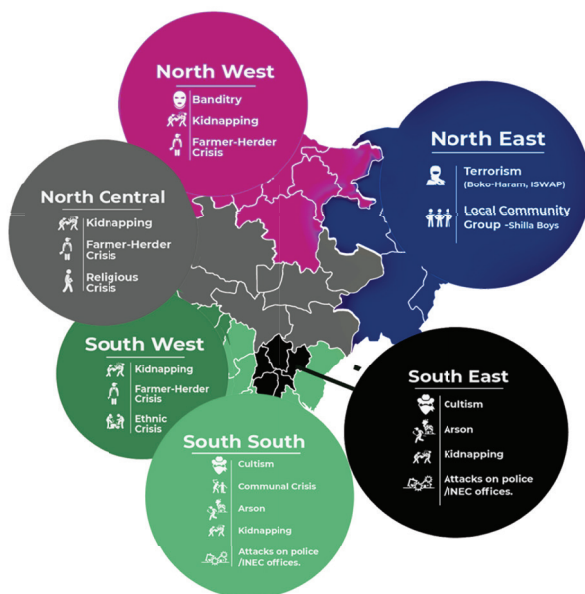 North West
Banditry
Kidnapping
Farmer-Herder
Crisis
North East
Terrorism
(Boko-Haram, ISWAP)
Local Community
Group -Shilla Boys
North Central
Kidnapping
Farmer-Herder
Crisis
Religious
Crisis
South West
Kidnapping
Farmer-Herder
Crisis
Ethnic
Crisis
South East
Cultism
Arson
Kidnapping
Attacks on police
/INEC offices.
South South
Cultism
Communal Crisis
Arson
Kidnapping
Attacks on police
/INEC offices.